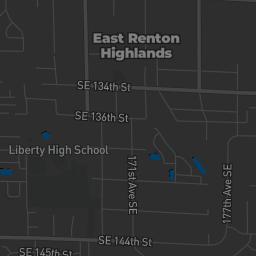 East Renton
Highlands
SE 134th St
SE 136th St
Liberty High School
171st Ave SE
177th Ave SE
SE 144th St
SE 145th St